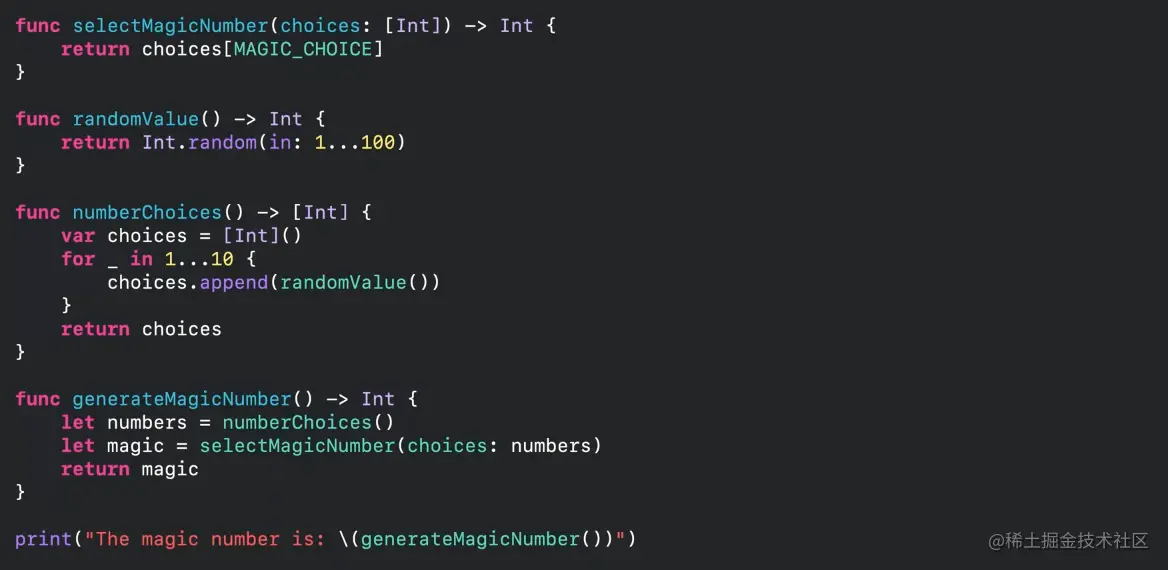 func selectMagicNumber(choices: [Int]) -> Int {
    return choices[MAGIC_CHOICE]
}
func randomValue() -> Int {
    return Int.random(in: 1...100)
}
func numberChoices() -> [Int] {
    var choices = [Int]()
    for _ in 1...10 {
        choices.append(randomValue())
    }
    return choices
}
func generateMagicNumber() -> Int {
    let numbers = numberChoices()
    let magic = selectMagicNumber(choices: numbers)
    return magic
}
print("The magic number is: \(generateMagicNumber())")
@稀土掘金技术社区